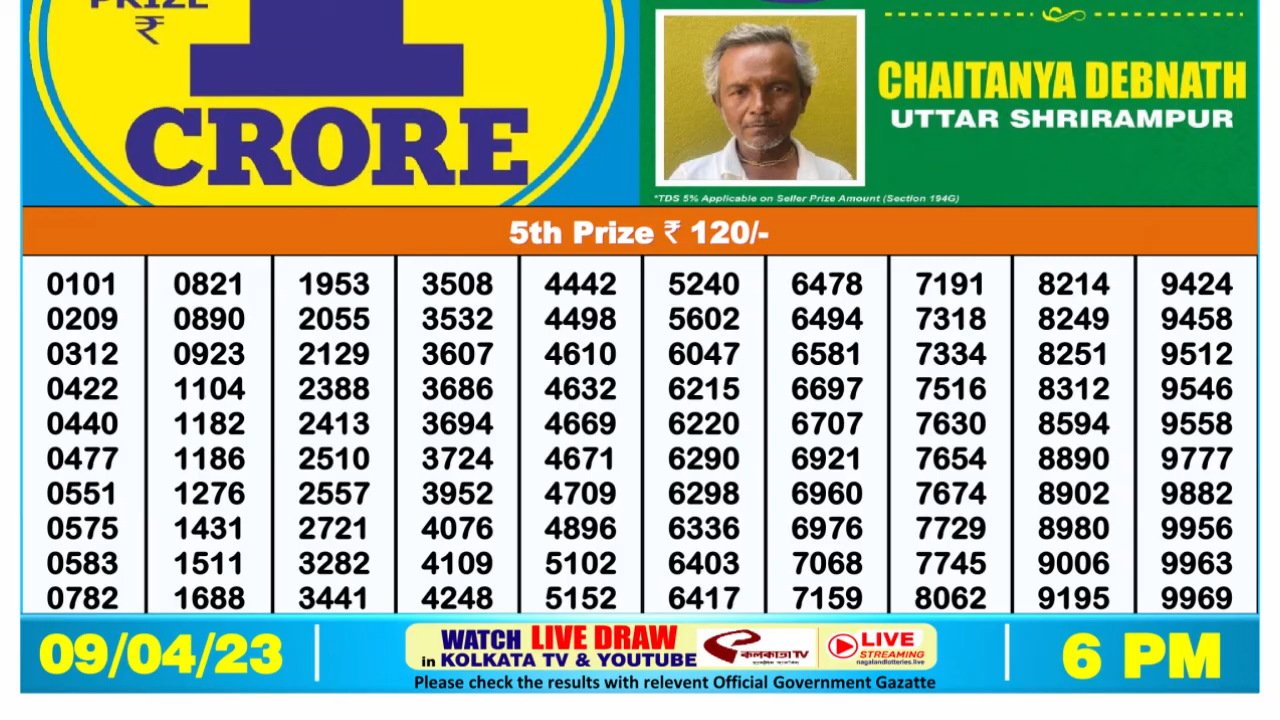 PRIZE
₹
1
CRORE
CHAITANYA DEBNATH
UTTAR SHRIRAMPUR
*TDS 5% Applicable on Seller Prize Amount (Section 194G)
5th Prize ₹ 120/-
0101 0821 1953 3508 4442 5240 6478 7191 8214 9424
0209 0890 2055 3532 4498 5602 6494 7318 8249 9458
0312 0923 2129 3607 4610 6047 6581 7334 8251 9512
0422 1104 2388 3686 4632 6215 6697 7516 8312 9546
0440 1182 2413 3694 4669 6220 6707 7630 8594 9558
0477 1186 2510 3724 4671 6290 6921 7654 8890 9777
0551 1276 2557 3952 4709 6298 6960 7674 8902 9882
0575 1431 2721 4076 4896 6336 6976 7729 8980 9956
0583 1511 3282 4109 5102 6403 7068 7745 9006 9963
0782 1688 3441 4248 5152 6417 7159 8062 9195 9969
09/04/23
WATCH LIVE DRAW
in KOLKATA TV & YOUTUBE
কলকাতা TV
LIVE
STREAMING
nagalandlotteries.live
Please check the results with relevent Official Government Gazatte
6 PM